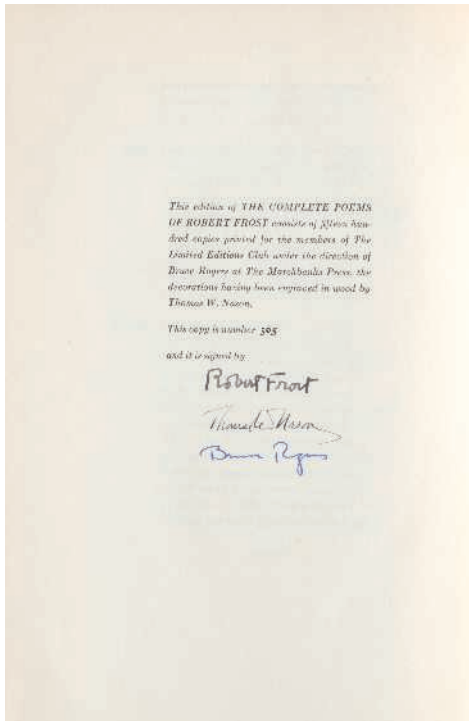 This edition of THE COMPLETE POEMS
OF ROBERT FROST consists of fifteen hun-
dred copies printed for the members of The
Limited Editions Club under the direction of
Bruce Rogers at The Marchbanks Press, the
decorations having been engraved in wood by
Thomas W. Nason.
This copy is number 505
and it is signed by
Robert Frost
Thomas W. Nason
Bruce Rogers